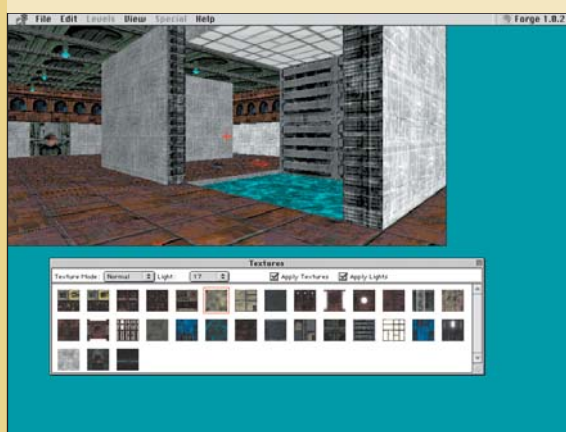 File Edit Levels View Special Help Forge 1.0.2
Textures
Texture Mode: Normal Light: 17 Apply Textures Apply Lights